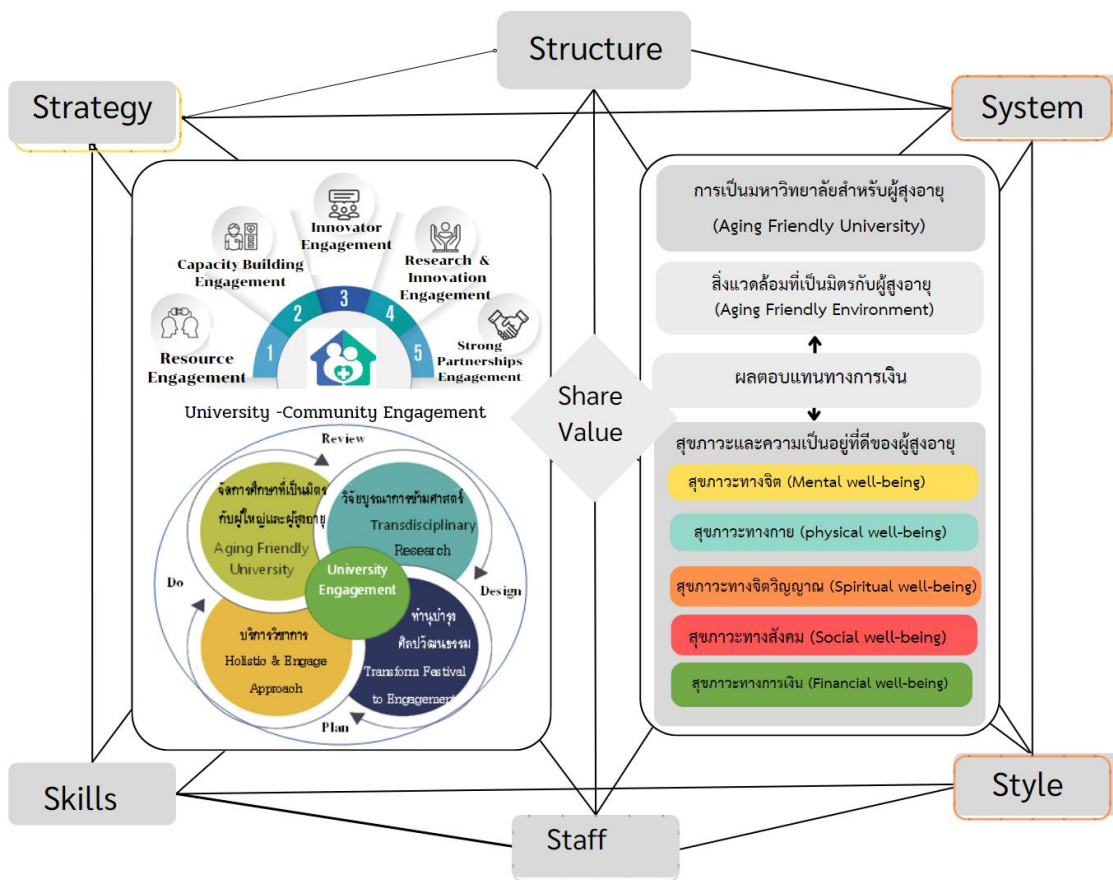 Structure
Strategy
System
Innovator
Engagement
Capacity Building
Engagement
Research &
Innovation
Engagement
Resource
Engagement
Strong
Partnerships
Engagement
1
2
3
4
5
University -Community Engagement
Review
จัดการศึกษาที่เป็นมิตร
กับผู้ใหญ่และผู้สูงอายุ
Aging Friendly
University
วิจัยบูรณาการข้ามศาสตร์
Transdisciplinary
Research
University
Engagement
Do
Design
บริการวิชาการ
Holistic & Engage
Approach
ทำนุบำรุง
ศิลปวัฒนธรรม
Transform Festival
to Engagement
Plan
Share
Value
การเป็นมหาวิทยาลัยสำหรับผู้สูงอายุ
(Aging Friendly University)
สิ่งแวดล้อมที่เป็นมิตรกับผู้สูงอายุ
(Aging Friendly Environment)
ผลตอบแทนทางการเงิน
สุขภาวะและความเป็นอยู่ที่ดีของผู้สูงอายุ
สุขภาวะทางจิต (Mental well-being)
สุขภาวะทางกาย (physical well-being)
สุขภาวะทางจิตวิญญาณ (Spiritual well-being)
สุขภาวะทางสังคม (Social well-being)
สุขภาวะทางการเงิน (Financial well-being)
Skills
Staff
Style